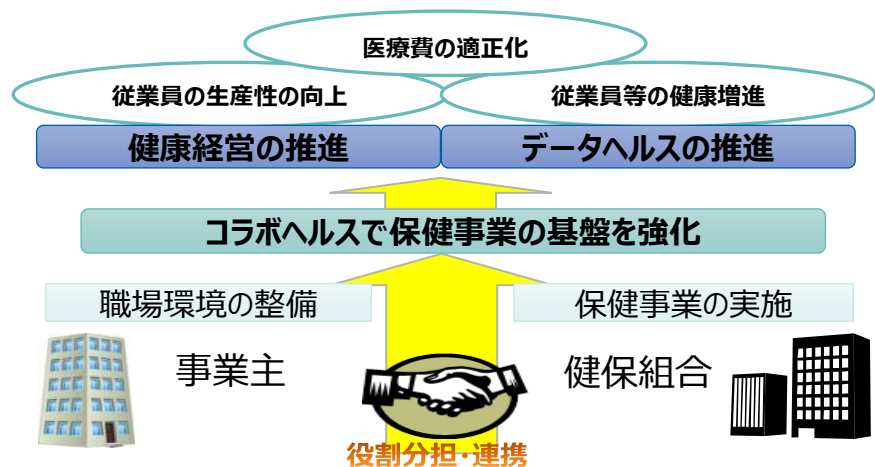 医療費の適正化
従業員の生産性の向上
従業員等の健康増進
健康経営の推進
データヘルスの推進
コラボヘルスで保健事業の基盤を強化
職場環境の整備
保健事業の実施
事業主
健保組合
役割分担・連携